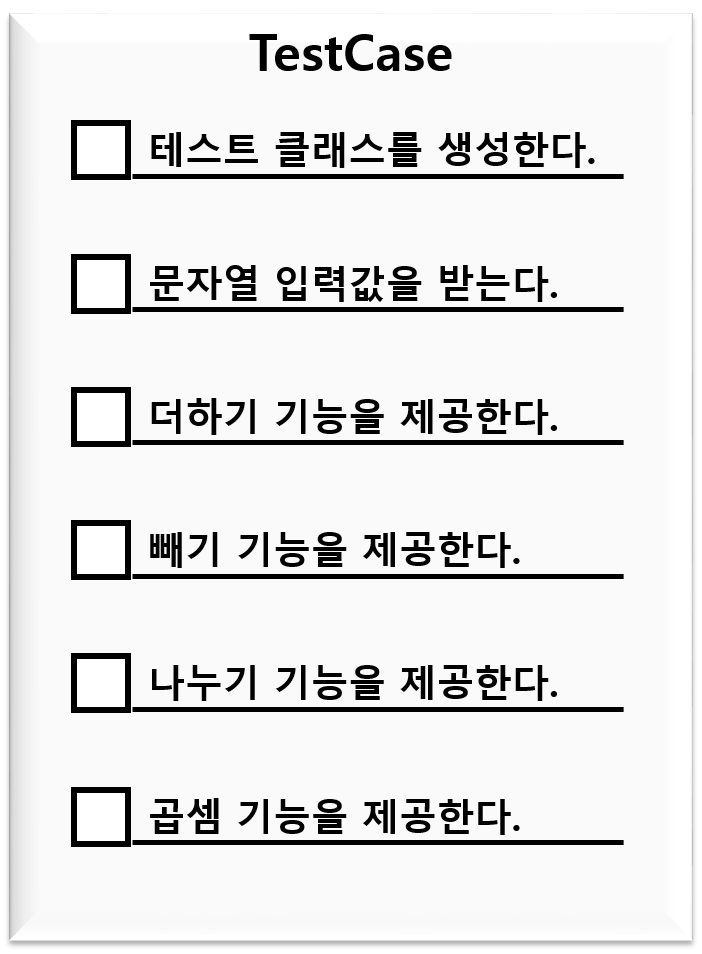 TestCase
테스트 클래스를 생성한다.
문자열 입력값을 받는다.
더하기 기능을 제공한다.
빼기 기능을 제공한다.
나누기 기능을 제공한다.
곱셈 기능을 제공한다.